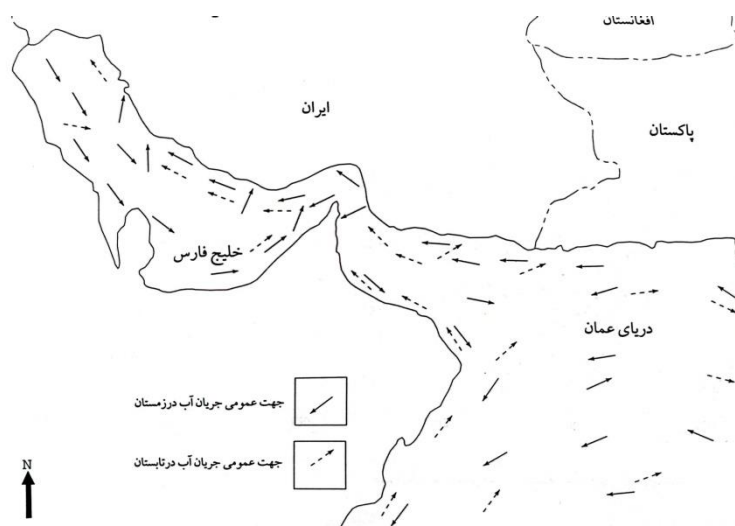 افغانستان
ایران
پاکستان
خلیج فارس
دریای عمان
جهت عمومی جریان آب درزمستان
جهت عمومی جریان آب درتابستان
N